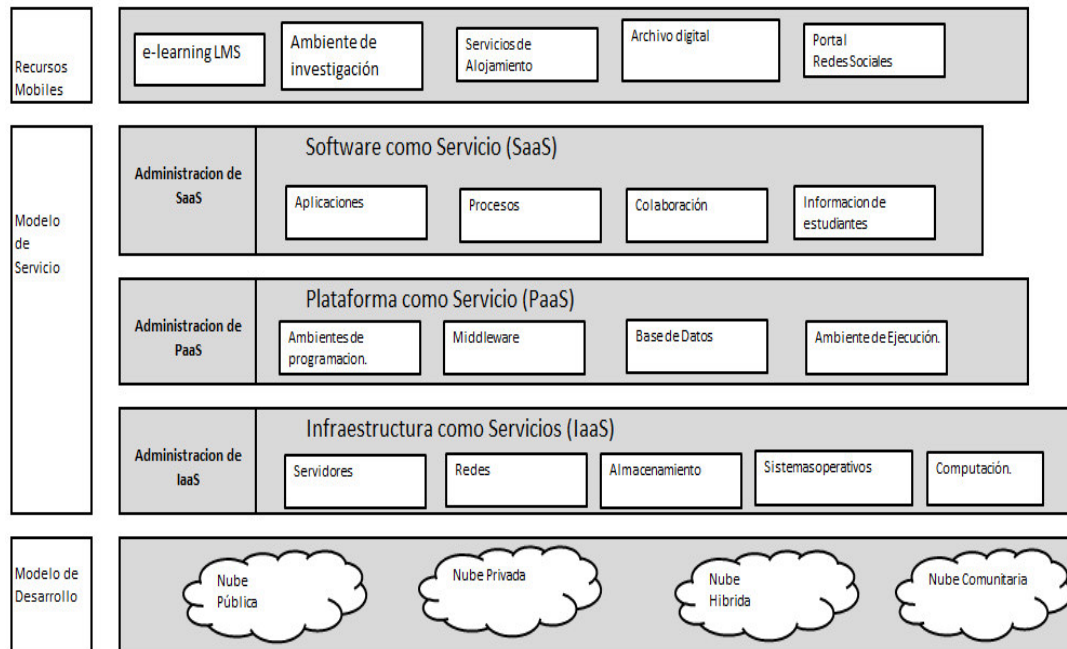 Recursos
Mobiles
e-learning LMS
Ambiente de
investigación
Servicios de
Alojamiento
Archivo digital
Portal
Redes Sociales
Modelo
de
Servicio
Administracion de
SaaS
Software como Servicio (SaaS)
Aplicaciones
Procesos
Colaboración
Informacion de
estudiantes
Administracion de
PaaS
Plataforma como Servicio (PaaS)
Ambientes de
programacion.
Middleware
Base de Datos
Ambiente de Ejecución.
Administracion de
IaaS
Infraestructura como Servicios (IaaS)
Servidores
Redes
Almacenamiento
Sistemas operativos
Computación.
Modelo de
Desarrollo
Nube
Pública
Nube Privada
Nube
Hibrida
Nube Comunitaria